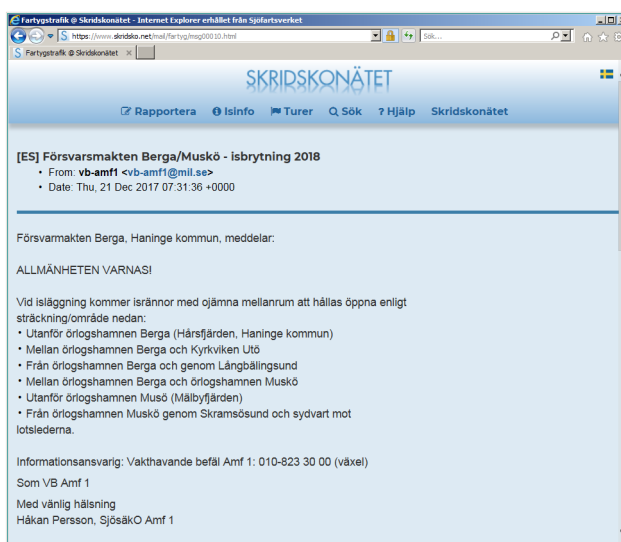 Fartygstrafik @ Skridskonätet - Internet Explorer erhållet från Sjöfartsverket
https://www.skridsko.net/mail/fartyg/msg00010.html
Sök...
Fartygstrafik @ Skridskonätet ×
SKRIDSKONÄTET
Rapportera Isinfo Turer Sök ? Hjälp Skridskonätet
[ES] Försvarsmakten Berga/Muskö - isbrytning 2018
• From: vb-amf1 <vb-amf1@mil.se>
• Date: Thu, 21 Dec 2017 07:31:36 +0000
Försvarmakten Berga, Haninge kommun, meddelar:
ALLMÄNHETEN VARNAS!
Vid isläggning kommer isrännor med ojämna mellanrum att hållas öppna enligt
sträckning/område nedan:
• Utanför örlogshamnen Berga (Hårsfjärden, Haninge kommun)
• Mellan örlogshamnen Berga och Kyrkviken Utö
• Från örlogshamnen Berga och genom Långbälingsund
• Mellan örlogshamnen Berga och örlogshamnen Muskö
• Utanför örlogshamnen Musö (Mälbyfjärden)
• Från örlogshamnen Muskö genom Skramsösund och sydvart mot
lotslederna.
Informationsansvarig: Vakthavande befäl Amf 1: 010-823 30 00 (växel)
Som VB Amf 1
Med vänlig hälsning
Håkan Persson, SjösäkO Amf 1